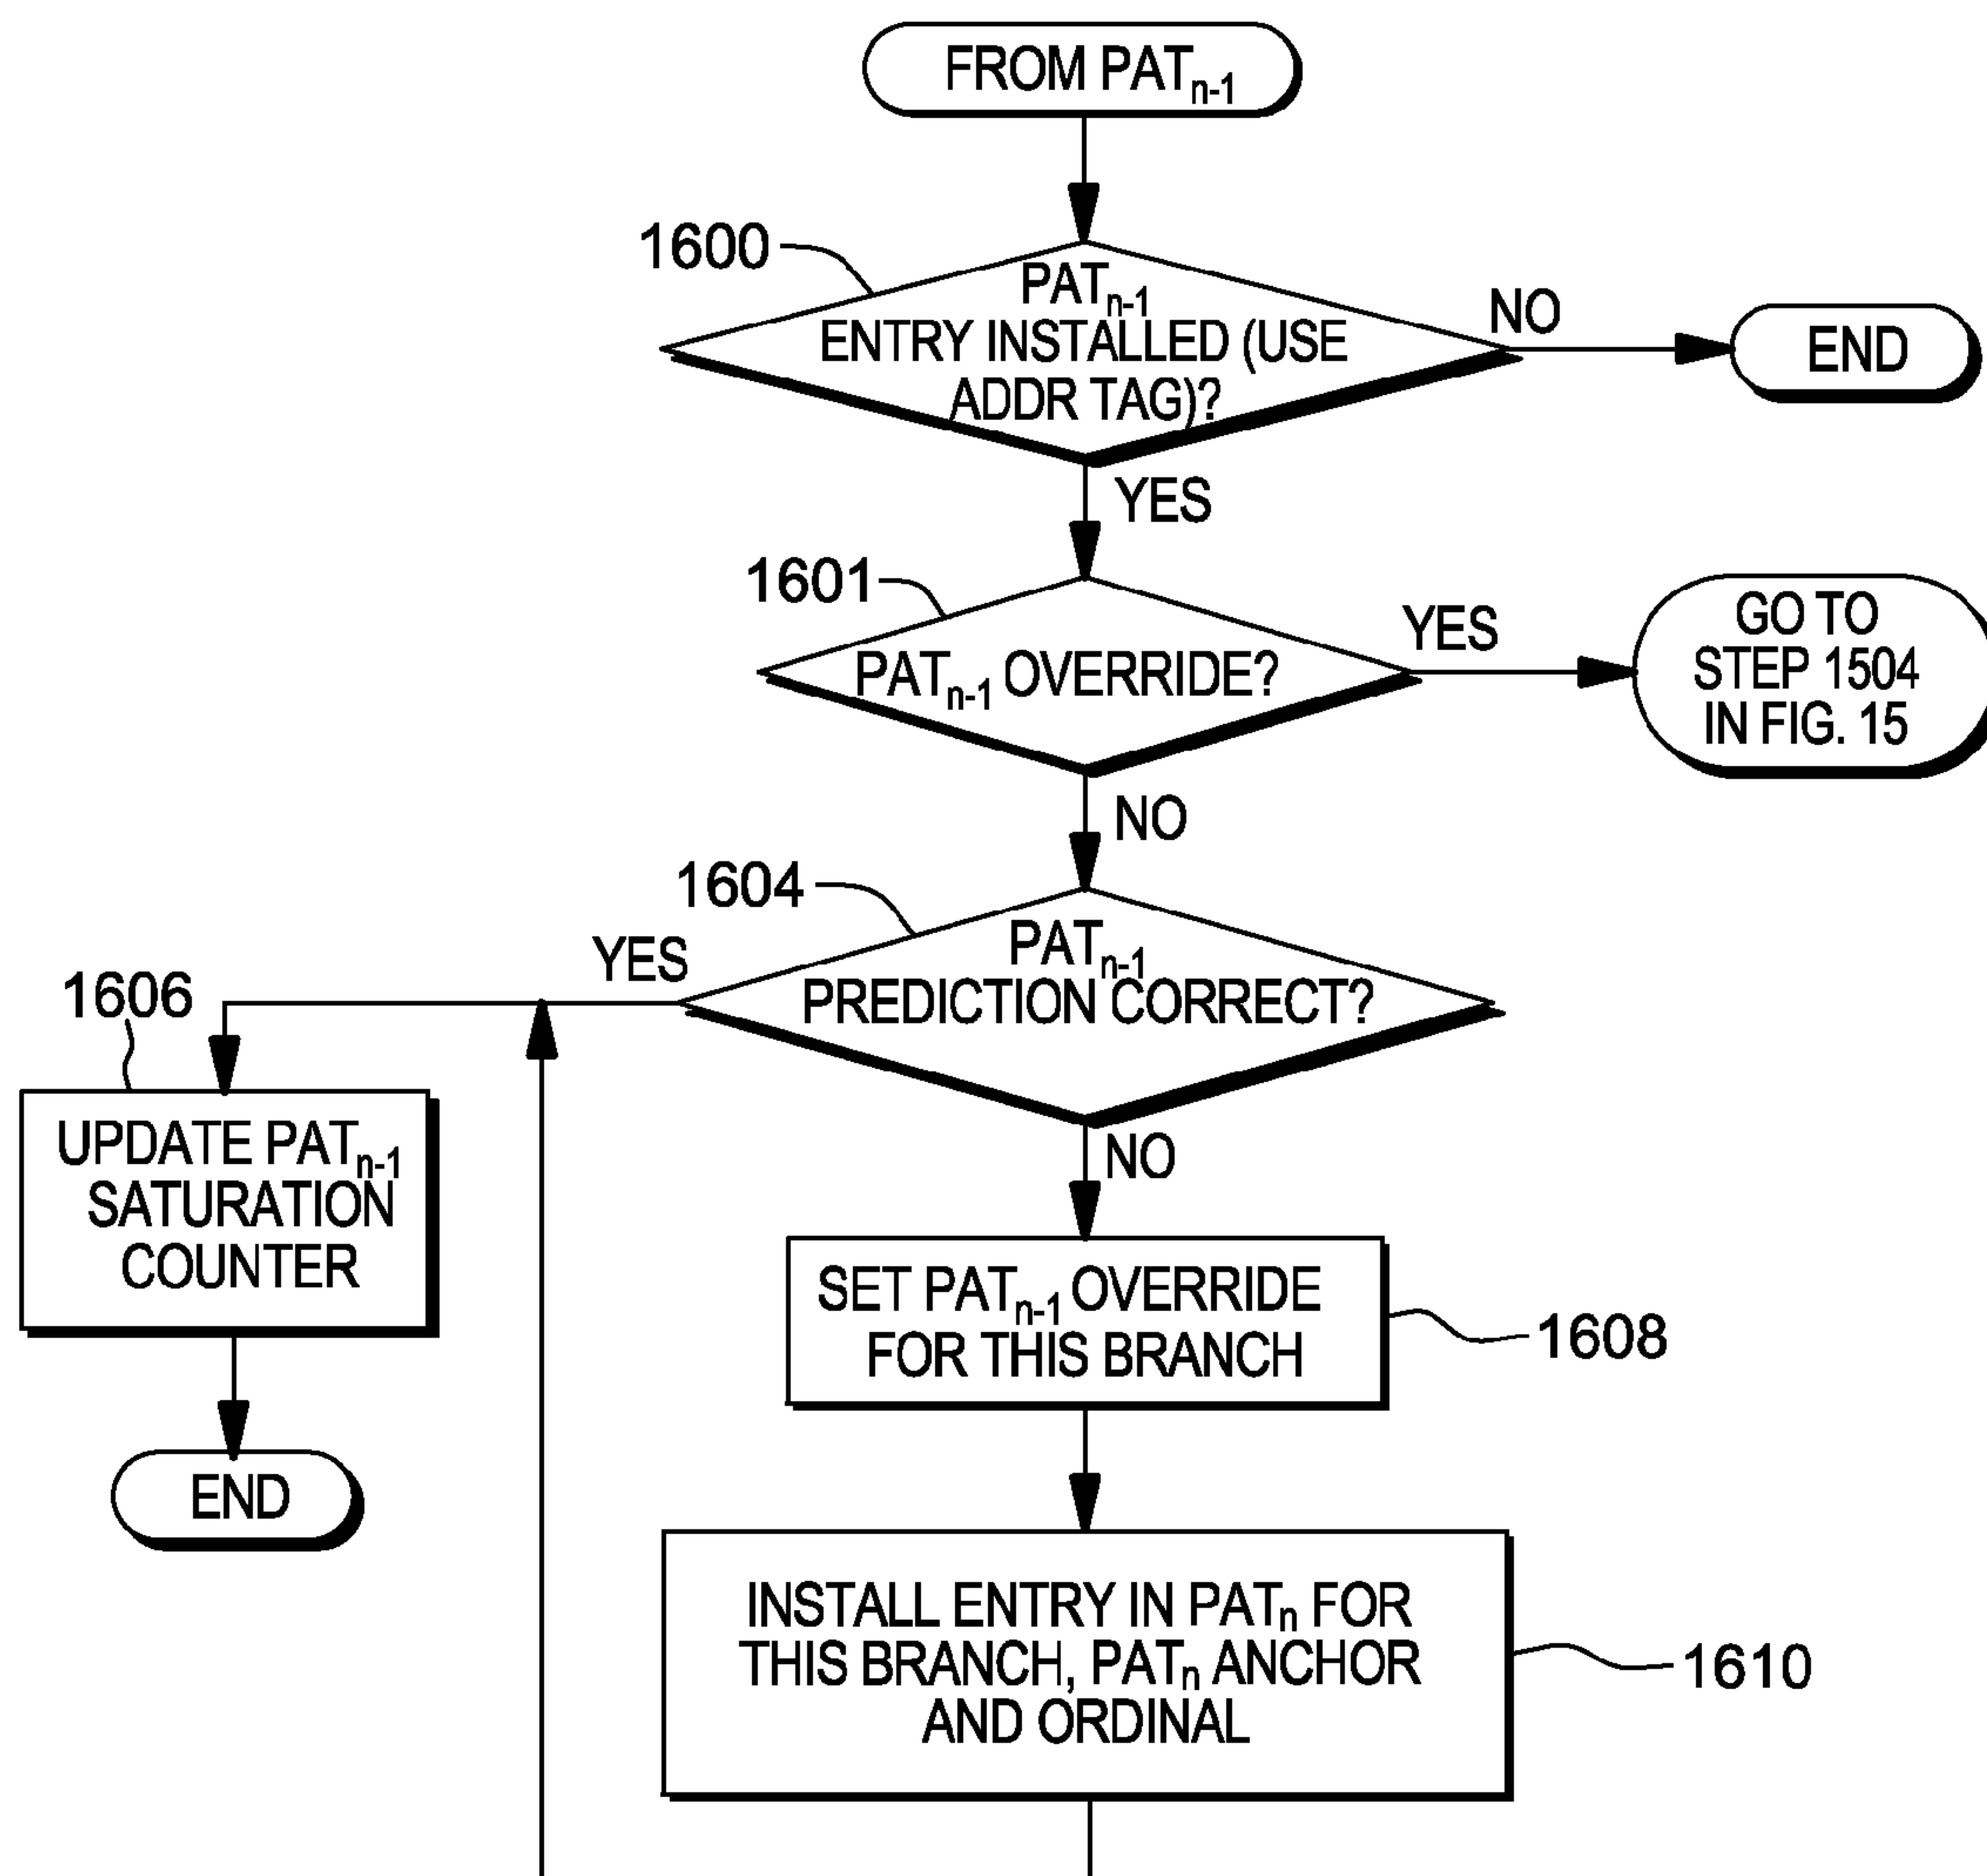 FROM PATn-1
1600
PATn-1
ENTRY INSTALLED (USE
ADDR TAG)?
NO
END
YES
1601
PATn-1 OVERRIDE?
YES
GO TO
STEP 1504
IN FIG. 15
NO
1604
PATn-1
PREDICTION CORRECT?
YES
1606
UPDATE PATn-1
SATURATION
COUNTER
END
NO
SET PATn-1 OVERRIDE
FOR THIS BRANCH
1608
INSTALL ENTRY IN PATn FOR
THIS BRANCH, PATn ANCHOR
AND ORDINAL
1610